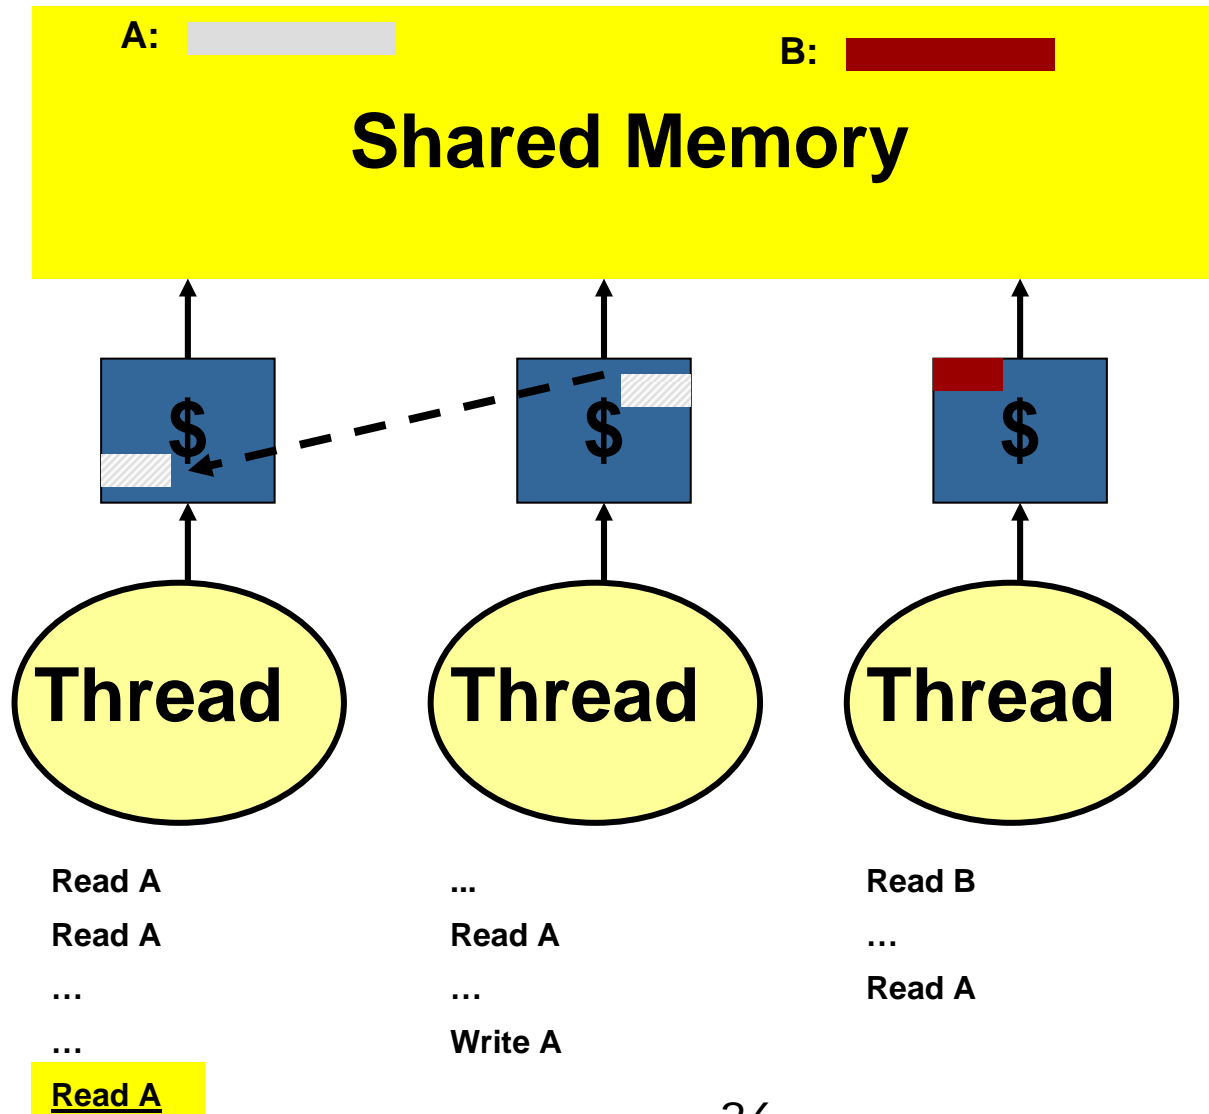 A:
B:
Shared Memory
$ $ $
Thread Thread Thread
Read A ... Read B
Read A Read A …
… … Read A
… Write A
Read A